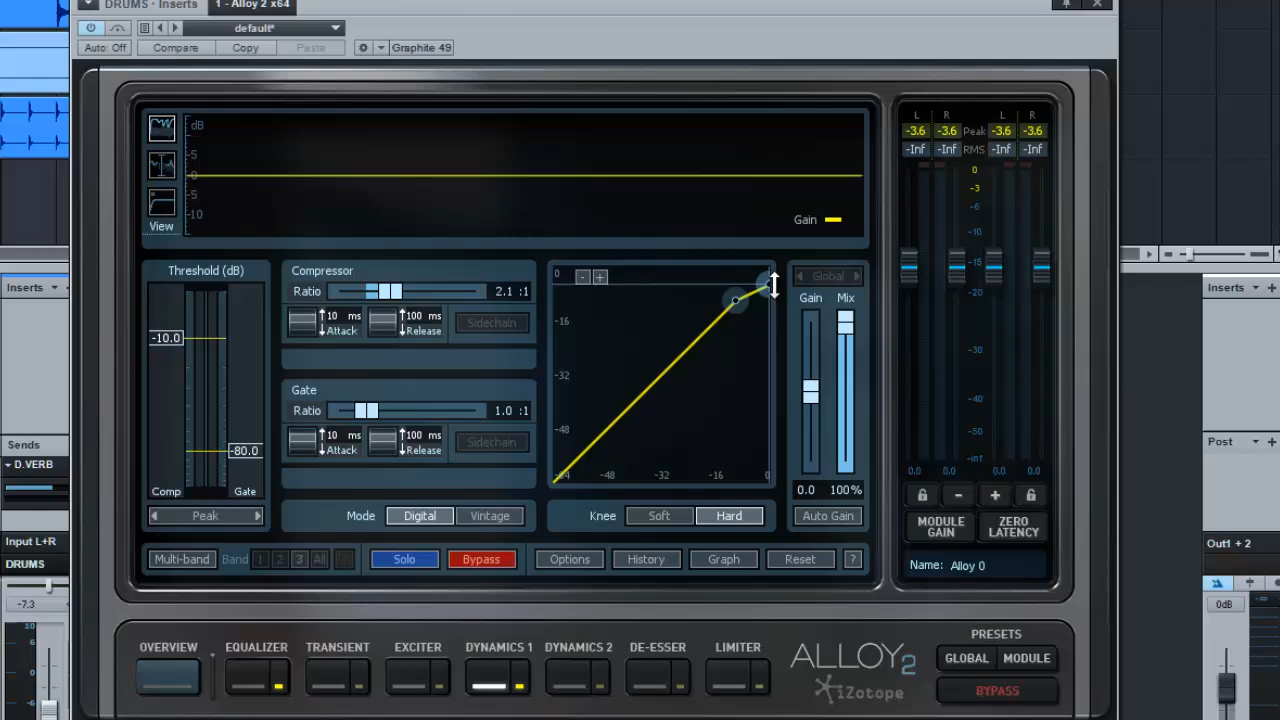 DRUMS · Inserts
1 - Alloy 2 x64
default*
Auto: Off
Compare
Copy
Paste
Graphite 49
dB
5
0
5
10
View
Gain
L R L R
-3.6 -3.6 Peak -3.6 -3.6
-Inf -Inf RMS -Inf -Inf
0
-3
-6
-10
-15
-20
-30
-40
-50
-Inf
0.0 0.0 0.0 0.0
Threshold (dB)
-10.0
-80.0
Comp
Gate
Peak
Compressor
Ratio
2.1 :1
10 ms
Attack
100 ms
Release
Sidechain
Gate
Ratio
1.0 :1
10 ms
Attack
100 ms
Release
Sidechain
Mode
Digital
Vintage
0
- +
-16
-32
-48
-64
-48
-32
-16
0
Knee
Soft
Hard
Global
Gain
Mix
0.0
100%
Auto Gain
Multi-band
Band
1
2
3
All
Solo
Bypass
Options
History
Graph
Reset
?
- +
MODULE GAIN
ZERO LATENCY
Name: Alloy 0
OVERVIEW
EQUALIZER
TRANSIENT
EXCITER
DYNAMICS 1
DYNAMICS 2
DE-ESSER
LIMITER
ALLOY 2
iZotope
PRESETS
GLOBAL
MODULE
BYPASS
Inserts
Sends
D.VERB
Input L+R
DRUMS
-7.3
10
6
0
-6
Inserts
Post
Out1 + 2
0dB